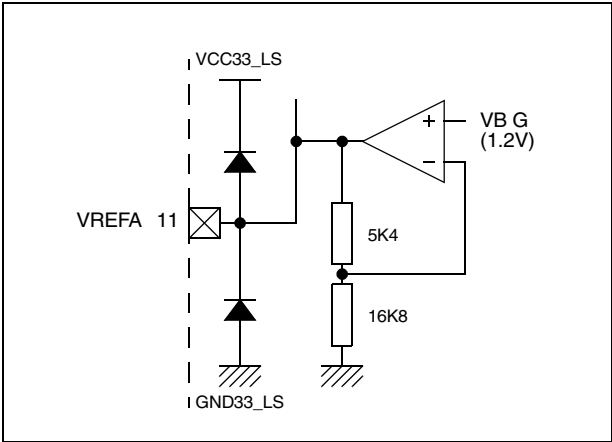 VCC33_LS
+ VB G
(1.2V)
−
VREFA 11
5K4
16K8
GND33_LS